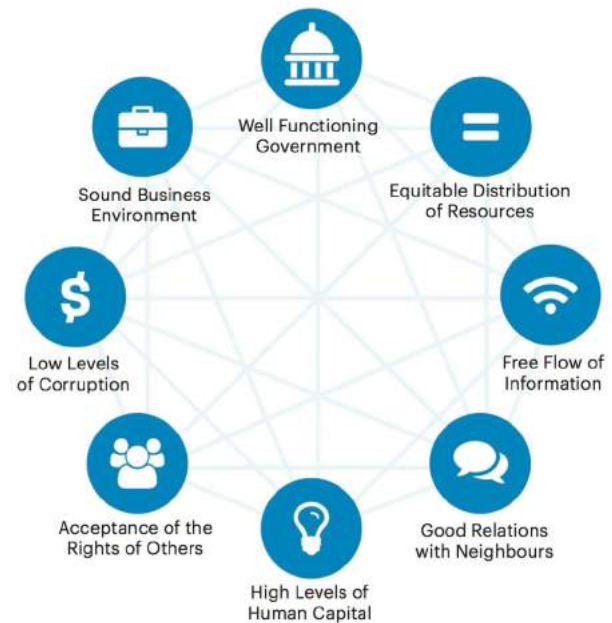 Well Functioning
Government
Equitable Distribution
of Resources
Free Flow of
Information
Good Relations
with Neighbours
High Levels of
Human Capital
Acceptance of the
Rights of Others
$
Low Levels
of Corruption
Sound Business
Environment